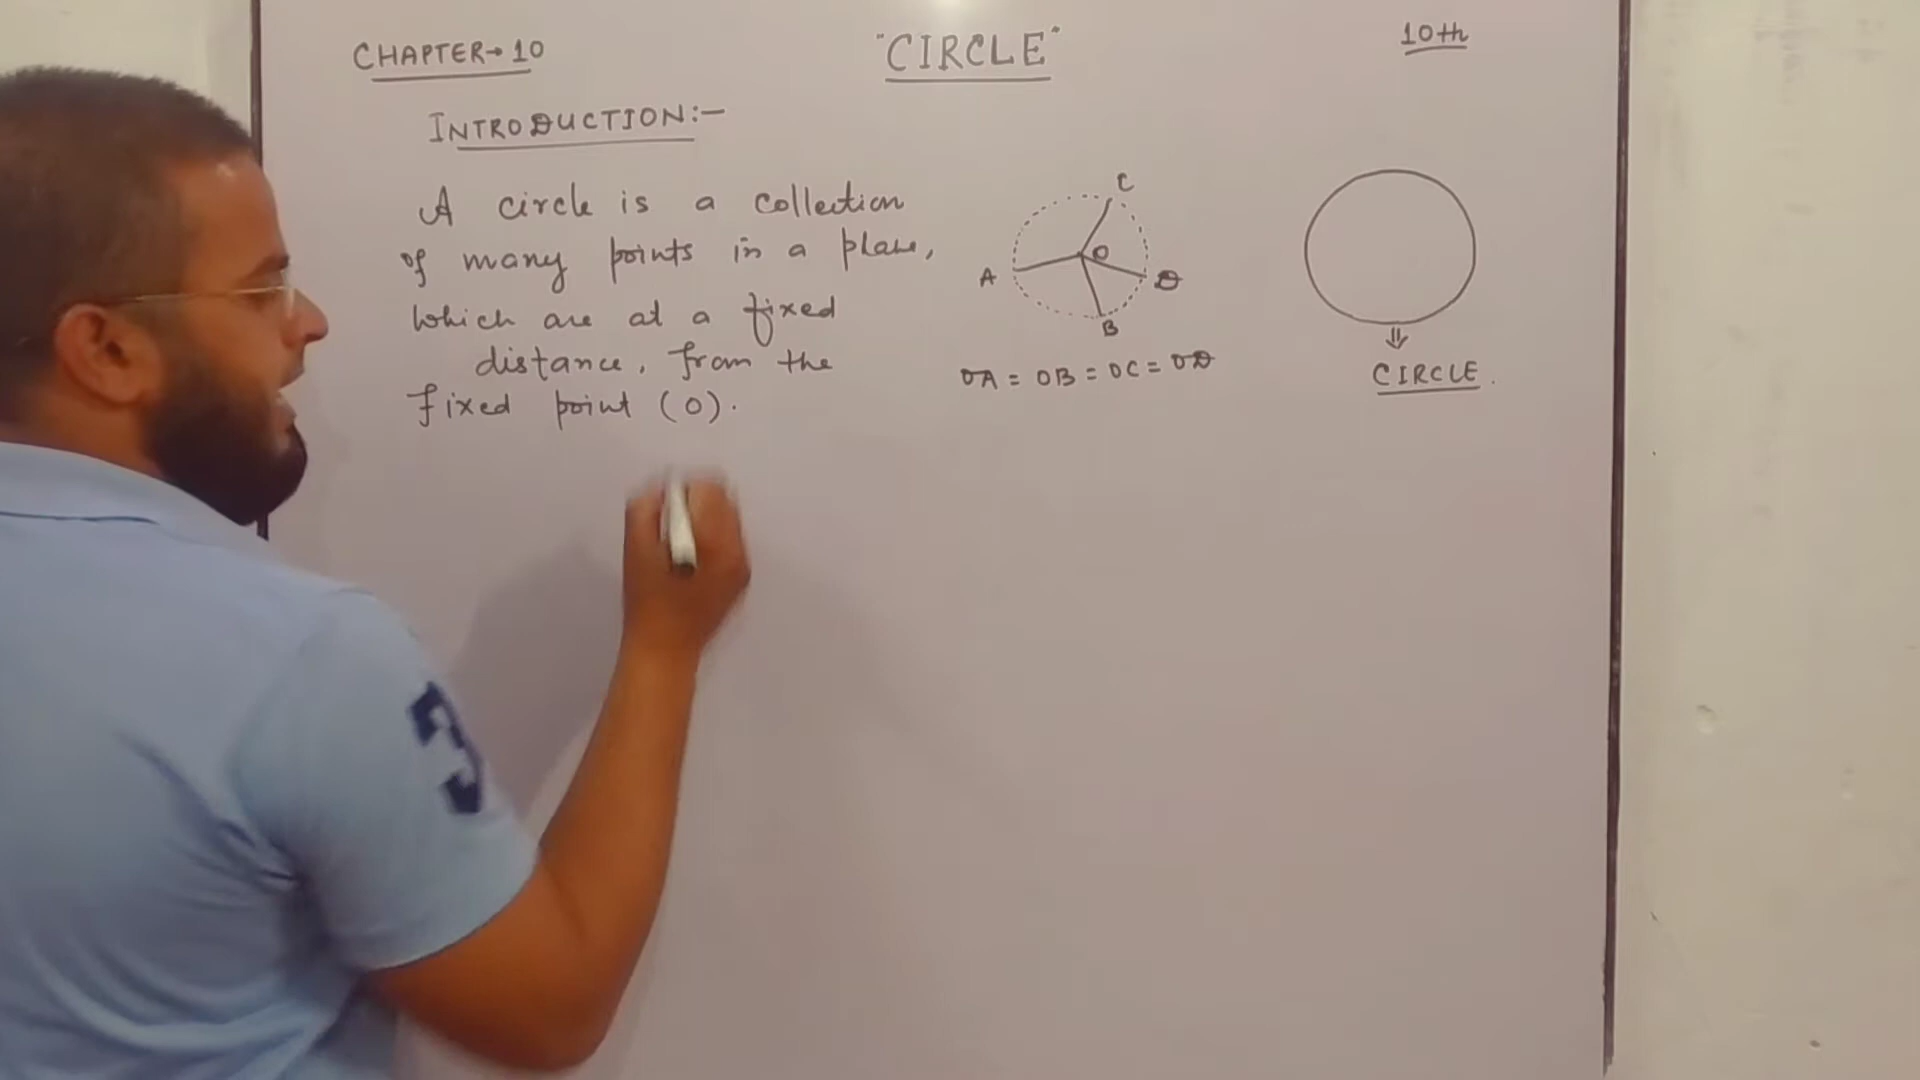 CHAPTER→10
"CIRCLE"
10th
INTRODUCTION:-
A circle is a collection
of many points in a plane,
which are at a fixed
distance, from the
fixed point (O).
C
O
A
D
B
OA = OB = OC = OD
⇓
CIRCLE.
3